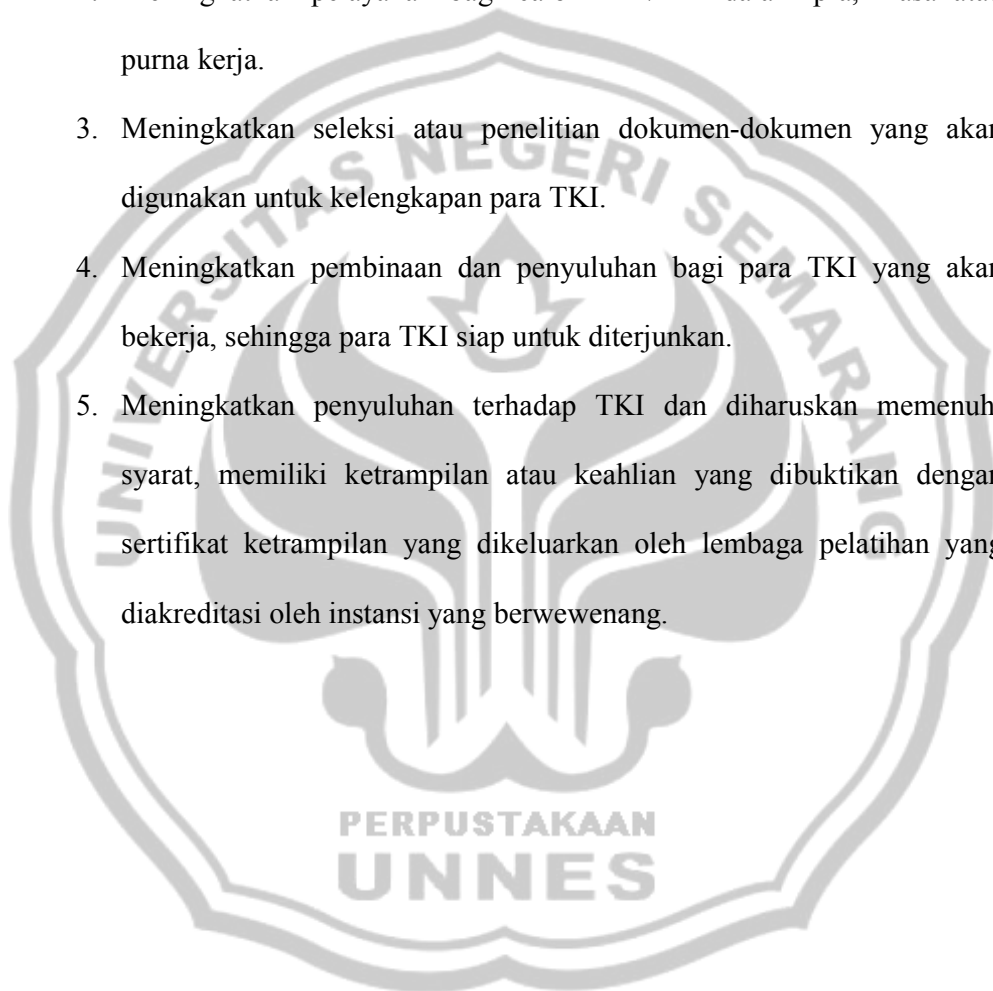 purna kerja.
3. Meningkatkan seleksi atau penelitian dokumen-dokumen yang akan
digunakan untuk kelengkapan para TKI.
4. Meningkatkan pembinaan dan penyuluhan bagi para TKI yang akan
bekerja, sehingga para TKI siap untuk diterjunkan.
5. Meningkatkan penyuluhan terhadap TKI dan diharuskan memenuhi
syarat, memiliki ketrampilan atau keahlian yang dibuktikan dengan
sertifikat ketrampilan yang dikeluarkan oleh lembaga pelatihan yang
diakreditasi oleh instansi yang berwewenang.
UNIVERSITAS NEGERI SEMARANG
PERPUSTAKAAN
UNNES